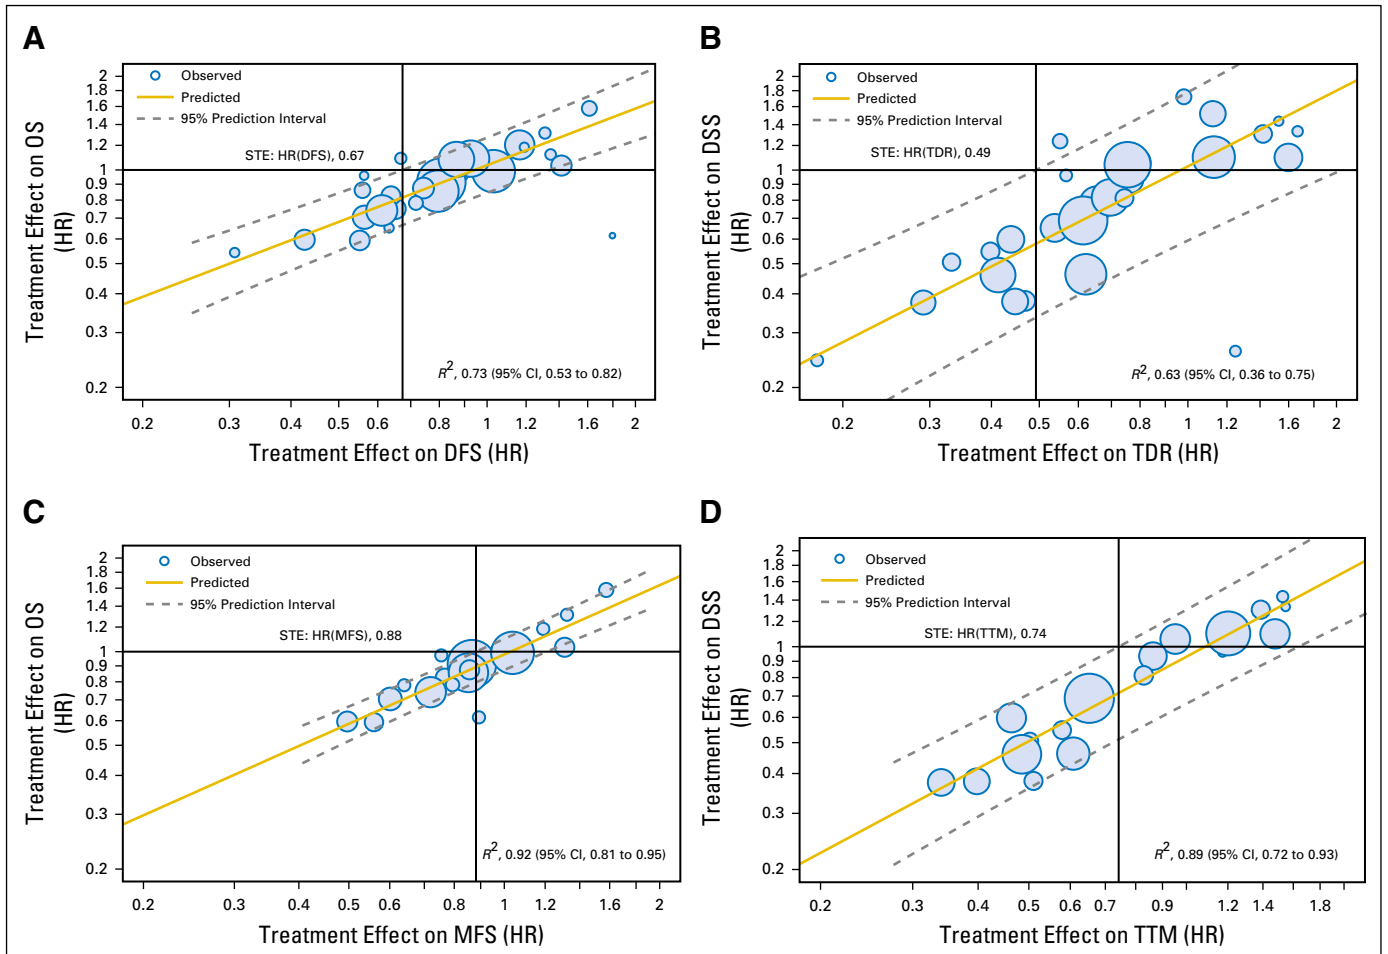 A
Observed
Predicted
95% Prediction Interval
STE: HR(DFS), 0.67
R2, 0.73 (95% CI, 0.53 to 0.82)
2
1.8
1.6
1.4
1.2
1
0.9
0.8
0.7
0.6
0.5
0.4
0.3
0.2
Treatment Effect on OS
(HR)
0.2 0.3 0.4 0.5 0.6 0.8 1 1.2 1.6 2
Treatment Effect on DFS (HR)
B
Observed
Predicted
95% Prediction Interval
STE: HR(TDR), 0.49
R2, 0.63 (95% CI, 0.36 to 0.75)
2
1.8
1.6
1.4
1.2
1
0.9
0.8
0.7
0.6
0.5
0.4
0.3
0.2
Treatment Effect on DSS
(HR)
0.2 0.3 0.4 0.5 0.6 0.8 1 1.2 1.6 2
Treatment Effect on TDR (HR)
C
Observed
Predicted
95% Prediction Interval
STE: HR(MFS), 0.88
R2, 0.92 (95% CI, 0.81 to 0.95)
2
1.8
1.6
1.4
1.2
1
0.9
0.8
0.7
0.6
0.5
0.4
0.3
0.2
Treatment Effect on OS
(HR)
0.2 0.3 0.4 0.5 0.6 0.8 1 1.2 1.6 2
Treatment Effect on MFS (HR)
D
Observed
Predicted
95% Prediction Interval
STE: HR(TTM), 0.74
R2, 0.89 (95% CI, 0.72 to 0.93)
2
1.8
1.6
1.4
1.2
1
0.9
0.8
0.7
0.6
0.5
0.4
0.3
0.2
Treatment Effect on DSS
(HR)
0.2 0.3 0.4 0.5 0.6 0.7 0.9 1.2 1.4 1.8
Treatment Effect on TTM (HR)